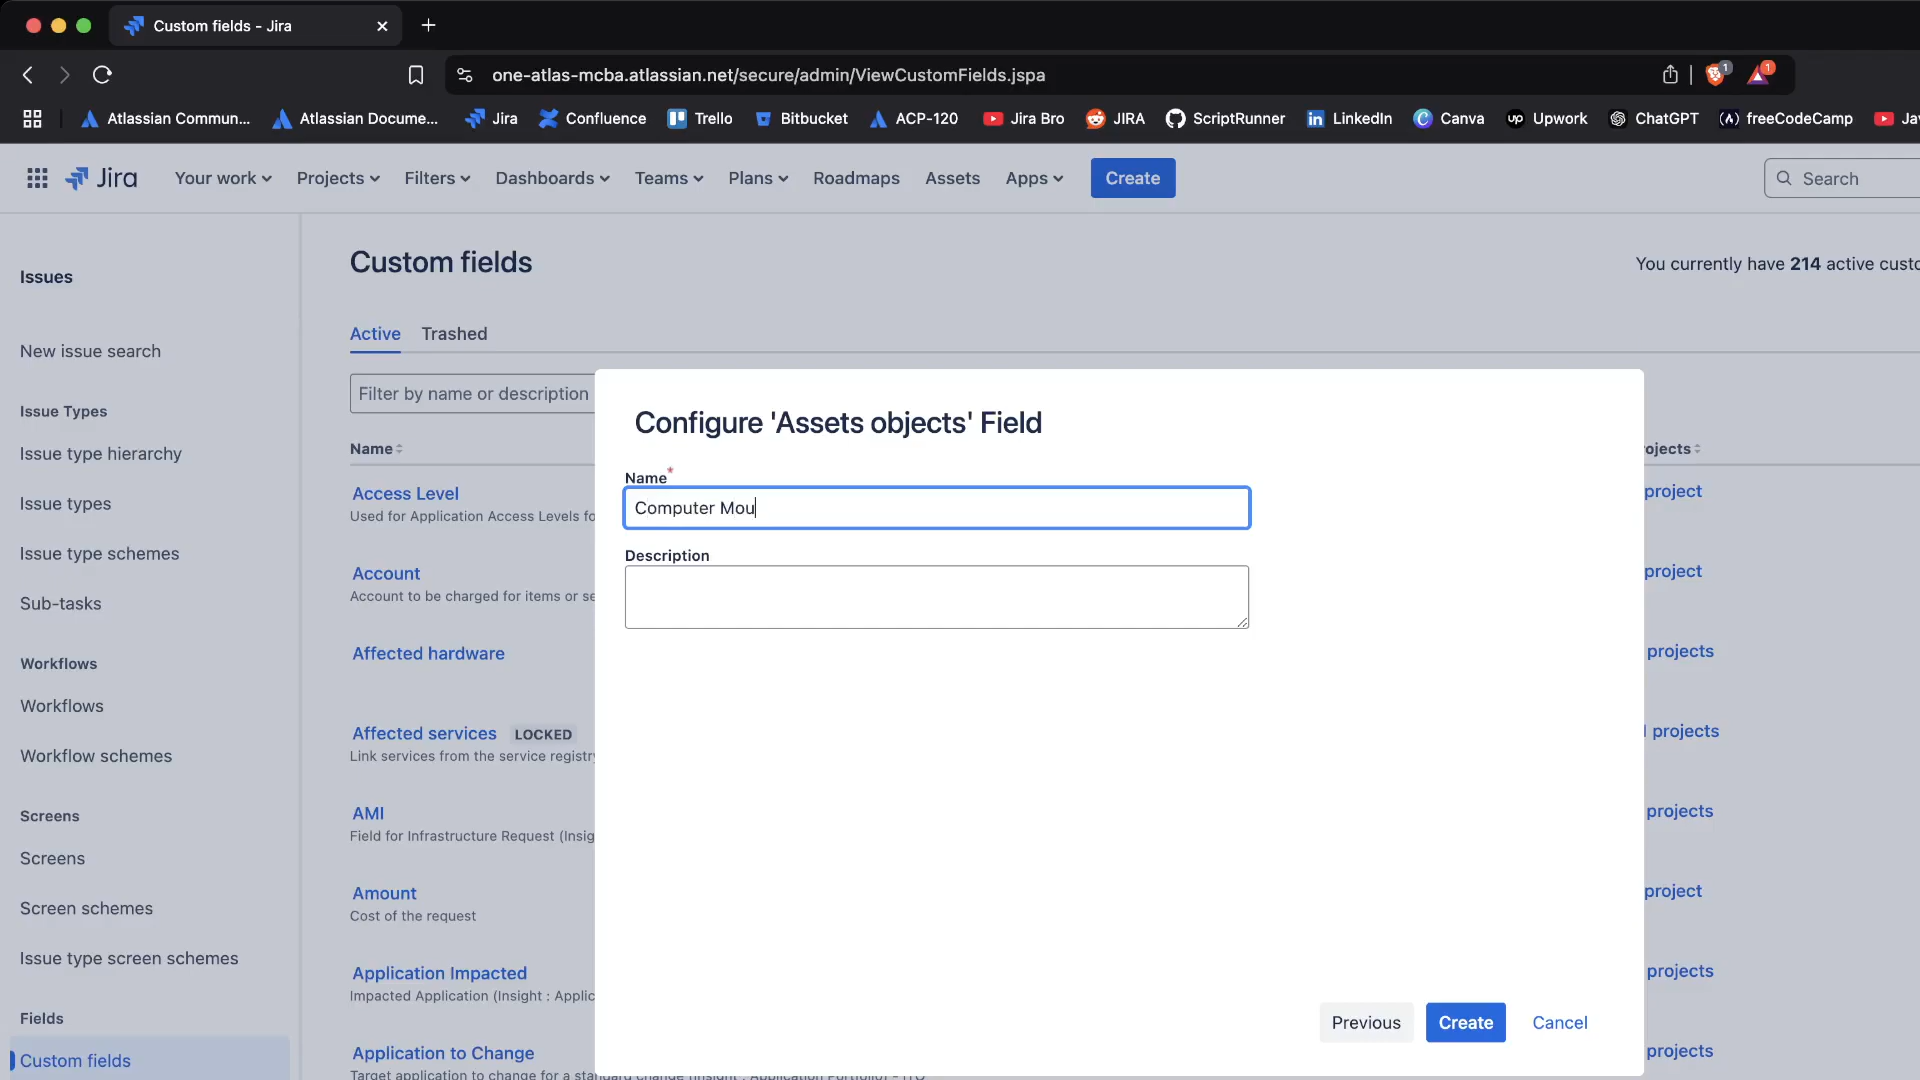 Custom fields - Jira
one-atlas-mcba.atlassian.net/secure/admin/ViewCustomFields.jspa
1
1
Atlassian Commun...
Atlassian Docume...
Jira
Confluence
Trello
Bitbucket
ACP-120
Jira Bro
JIRA
ScriptRunner
LinkedIn
Canva
up Upwork
ChatGPT
freeCodeCamp
Jav
Jira
Your work
Projects
Filters
Dashboards
Teams
Plans
Roadmaps
Assets
Apps
Create
Search
Issues
New issue search
Issue Types
Issue type hierarchy
Issue types
Issue type schemes
Sub-tasks
Workflows
Workflows
Workflow schemes
Screens
Screens
Screen schemes
Issue type screen schemes
Fields
Custom fields
Custom fields
You currently have 214 active custo
Active
Trashed
Filter by name or description
Name
ojects
Access Level
Used for Application Access Levels fo
project
Account
Account to be charged for items or se
project
Affected hardware
projects
Affected services LOCKED
Link services from the service registry
projects
AMI
Field for Infrastructure Request (Insig
projects
Amount
Cost of the request
project
Application Impacted
Impacted Application (Insight : Applic
projects
Application to Change
projects
Configure 'Assets objects' Field
Name*
Computer Mou
Description
Previous
Create
Cancel